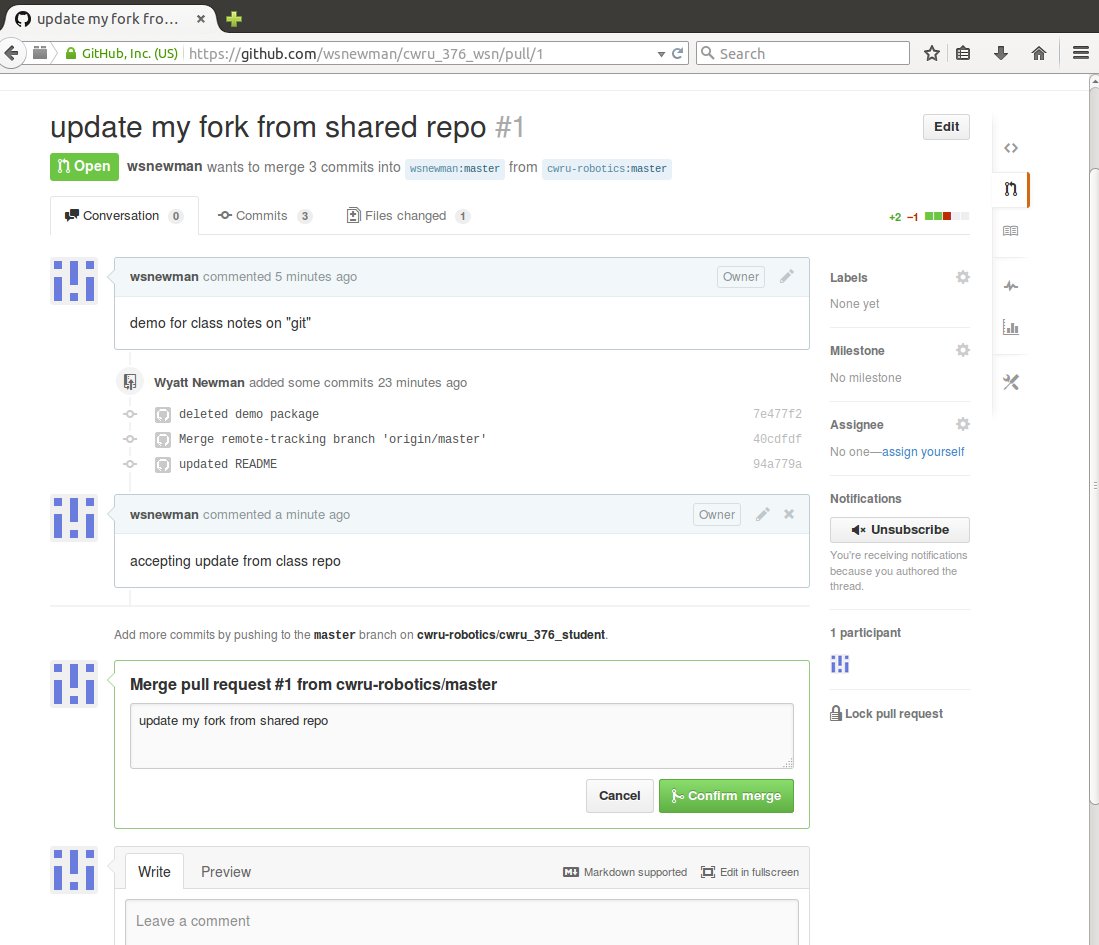 update my fork fro...
GitHub, Inc. (US) https://github.com/wsnewman/cwru_376_wsn/pull/1 Search
update my fork from shared repo #1 Edit
Open wsnewman wants to merge 3 commits into wsnewman:master from cwru-robotics:master
Conversation 0 Commits 3 Files changed 1 +2 −1
wsnewman commented 5 minutes ago Owner
demo for class notes on "git"
Wyatt Newman added some commits 23 minutes ago
deleted demo package 7e477f2
Merge remote-tracking branch 'origin/master' 40cdfdf
updated README 94a779a
wsnewman commented a minute ago Owner
accepting update from class repo
Add more commits by pushing to the master branch on cwru-robotics/cwru_376_student.
Merge pull request #1 from cwru-robotics/master
update my fork from shared repo
Cancel Confirm merge
Write Preview Markdown supported Edit in fullscreen
Leave a comment
Labels
None yet
Milestone
No milestone
Assignee
No one—assign yourself
Notifications
Unsubscribe
You're receiving notifications
because you authored the
thread.
1 participant
Lock pull request